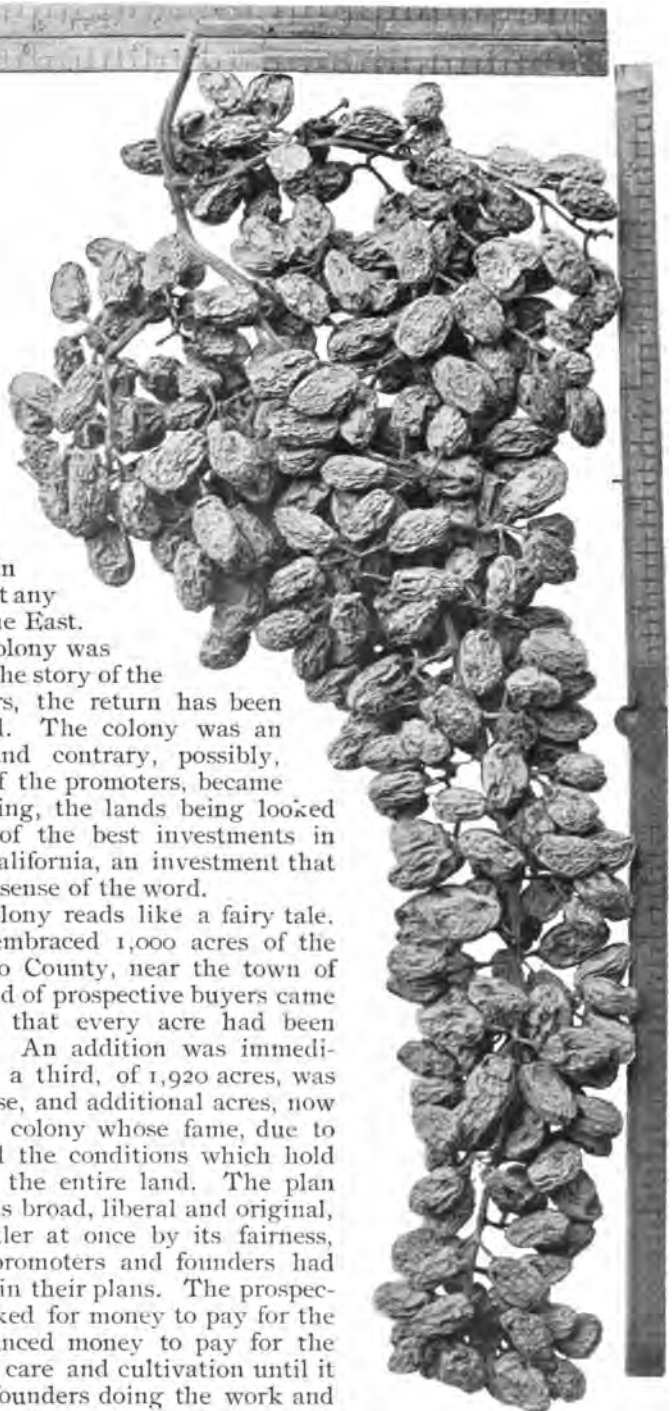 in
t any
e East.
olony was
he story of the
rs, the return has been
l. The colony was an
nd contrary, possibly,
f the promoters, became
ing, the lands being looked
of the best investments in
alifornia, an investment that
sense of the word.
lony reads like a fairy tale.
embraced 1,000 acres of the
o County, near the town of
d of prospective buyers came
that every acre had been
An addition was immedi-
a third, of 1,920 acres, was
se, and additional acres, now
colony whose fame, due to
l the conditions which hold
the entire land. The plan
s broad, liberal and original,
ler at once by its fairness,
promoters and founders had
in their plans. The prospec-
ked for money to pay for the
nced money to pay for the
care and cultivation until it
founders doing the work and